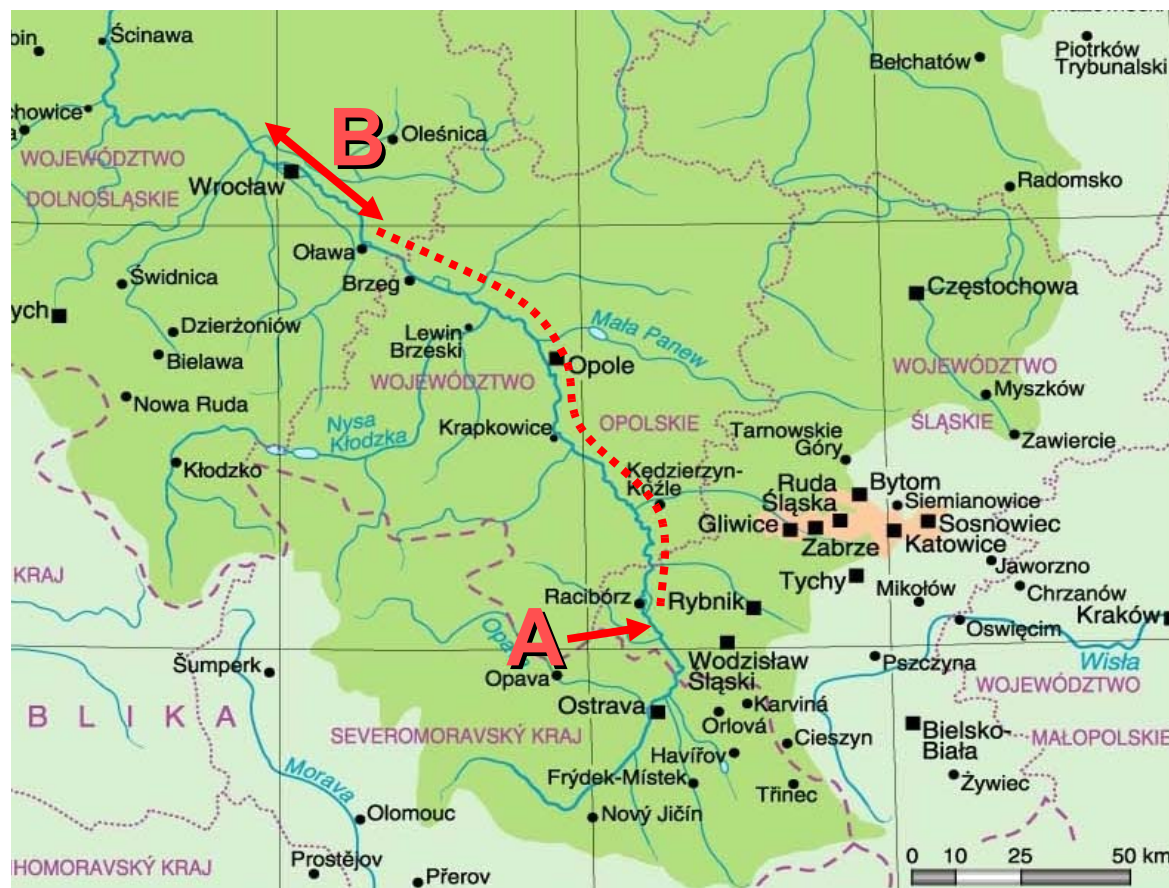 Ścinawa
bin
Bełchatów
Piotrków
Trybunalski
chowice
a
B
Oleśnica
WOJEWÓDZTWO
DOLNOŚLĄSKIE
Wrocław
Radomsko
Oława
Świdnica
Brzeg
Częstochowa
ych
Dzierżoniów
Lewin
Brzeski
Mała Panew
Bielawa
Opole
WOJEWÓDZTWO
WOJEWÓDZTWO
Myszków
Nowa Ruda
Nysa
Kłodzka
Krapkowice
OPOLSKIE
ŚLĄSKIE
Tarnowskie
Góry
Zawiercie
Kłodzko
Kędzierzyn-
Koźle
Ruda
Śląska
Bytom
Siemianowice
Gliwice
Sosnowiec
Zabrze
Katowice
KRAJ
Tychy
Jaworzno
Mikołów
Chrzanów
Racibórz
Rybnik
Kraków
Oświęcim
A
Opa
Šumperk
Opava
Wodzisław
Śląski
Pszczyna
Wisła
WOJEWÓDZTWO
MAŁOPOLSKIE
BLIKA
Ostrava
Karviná
Orlová
SEVEROMORAVSKÝ KRAJ
Cieszyn
Bielsko-
Biała
Havířov
Morava
Frýdek-Místek
Třinec
Żywiec
Olomouc
Nový Jičín
IHOMORAVSKÝ KRAJ
Prostějov
Přerov
0 10 25 50 km